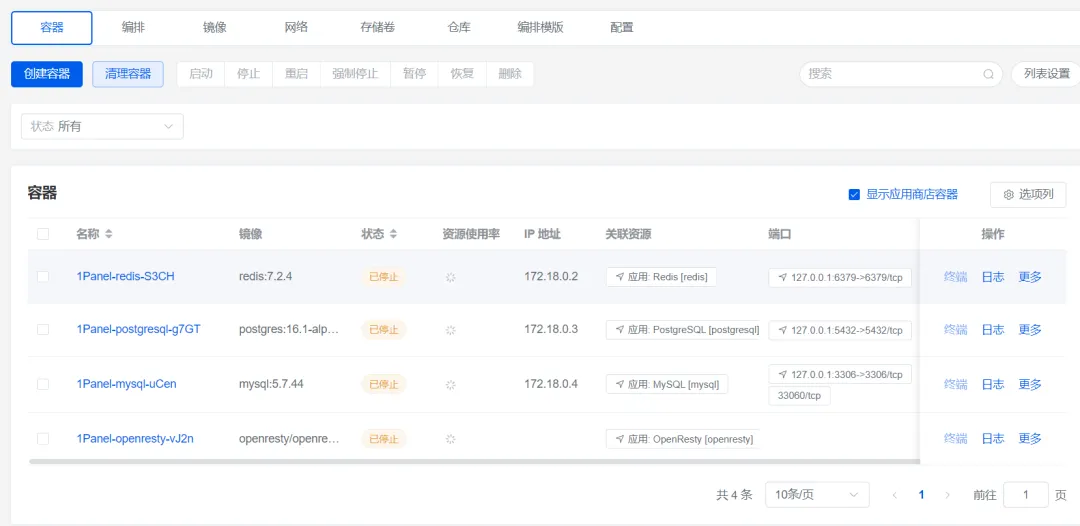 容器 编排 镜像 网络 存储卷 仓库 编排模版 配置
创建容器 清理容器 启动 停止 重启 强制停止 暂停 恢复 删除 搜索 列表设置
状态 所有
容器 显示应用商店容器 选项列
名称 镜像 状态 资源使用率 IP 地址 关联资源 端口 操作
1Panel-redis-S3CH redis:7.2.4 已停止 172.18.0.2 应用: Redis [redis] 127.0.0.1:6379->6379/tcp 终端 日志 更多
1Panel-postgresql-g7GT postgres:16.1-alp... 已停止 172.18.0.3 应用: PostgreSQL [postgresql] 127.0.0.1:5432->5432/tcp 终端 日志 更多
1Panel-mysql-uCen mysql:5.7.44 已停止 172.18.0.4 应用: MySQL [mysql] 127.0.0.1:3306->3306/tcp 终端 日志 更多
33060/tcp
1Panel-openresty-vJ2n openresty/openre... 已停止 应用: OpenResty [openresty] 终端 日志 更多
共 4 条 10条/页 1 前往 1 页